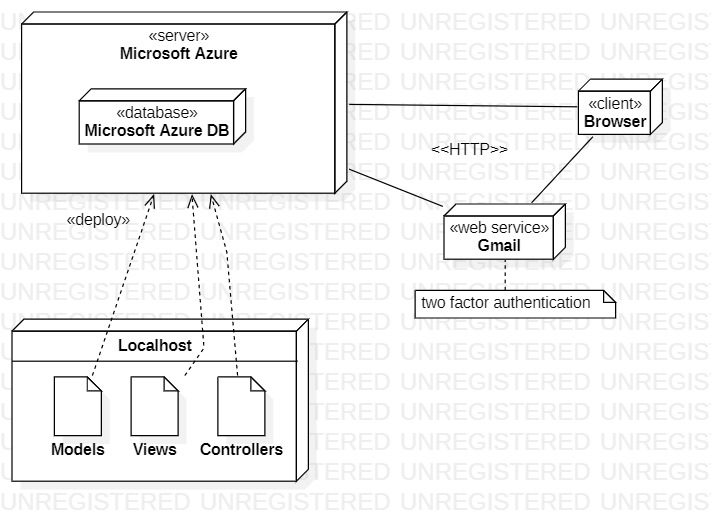 «server»
Microsoft Azure
«database»
Microsoft Azure DB
«client»
Browser
<<HTTP>>
«deploy»
«web service»
Gmail
two factor authentication
Localhost
Models
Views
Controllers
UNREGISTERED UNREGISTERED UNREGISTERED UNREGIS